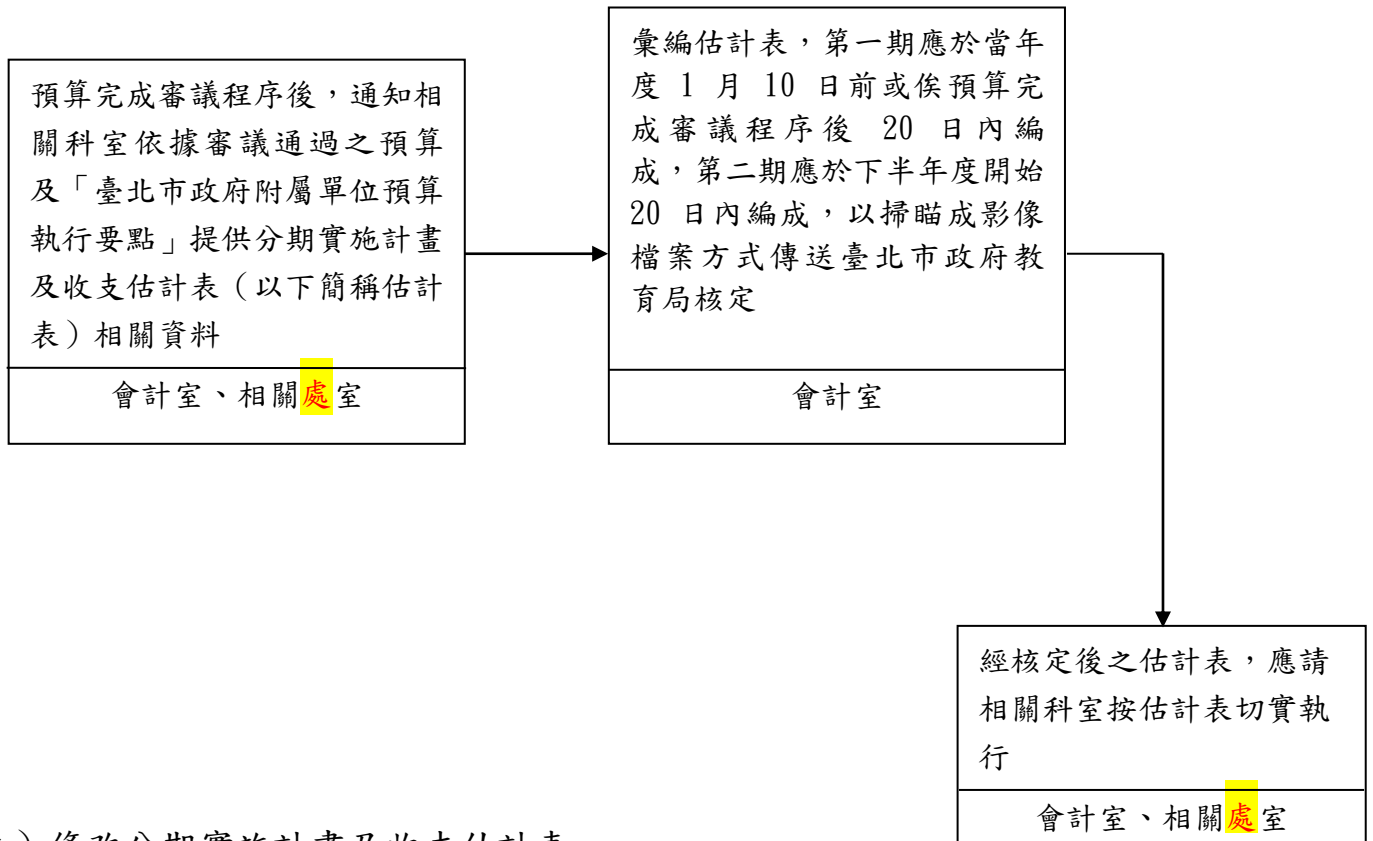 預算完成審議程序後，通知相
關科室依據審議通過之預算
及「臺北市政府附屬單位預算
執行要點」提供分期實施計畫
及收支估計表（以下簡稱估計
表）相關資料
會計室、相關處室
彙編估計表，第一期應於當年
度 1 月 10 日前或俟預算完
成審議程序後 20 日內編
成，第二期應於下半年度開始
20 日內編成，以掃瞄成影像
檔案方式傳送臺北市政府教
育局核定
會計室
經核定後之估計表，應請
相關科室按估計表切實執
行
會計室、相關處室
）修改分期實施計畫及收支估計表